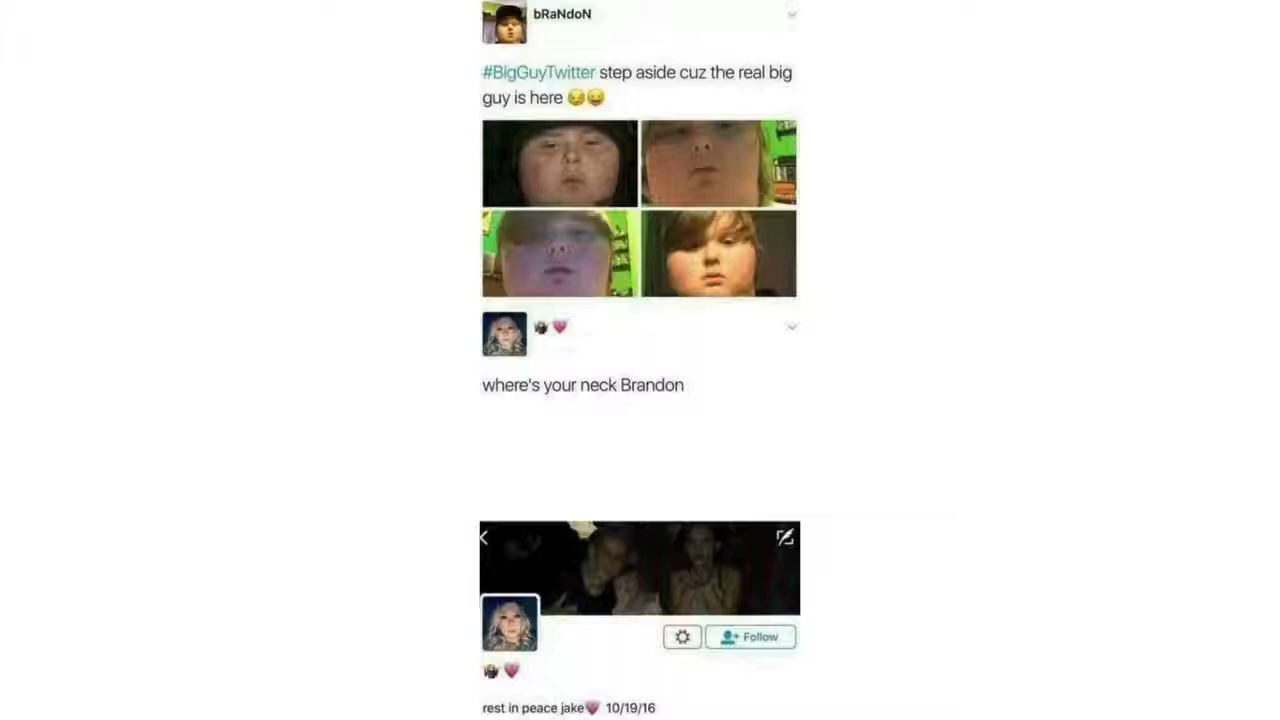 bRaNdoN
#BigGuyTwitter step aside cuz the real big
guy is here 😏😄
where's your neck Brandon
Follow
rest in peace jake💗 10/19/16